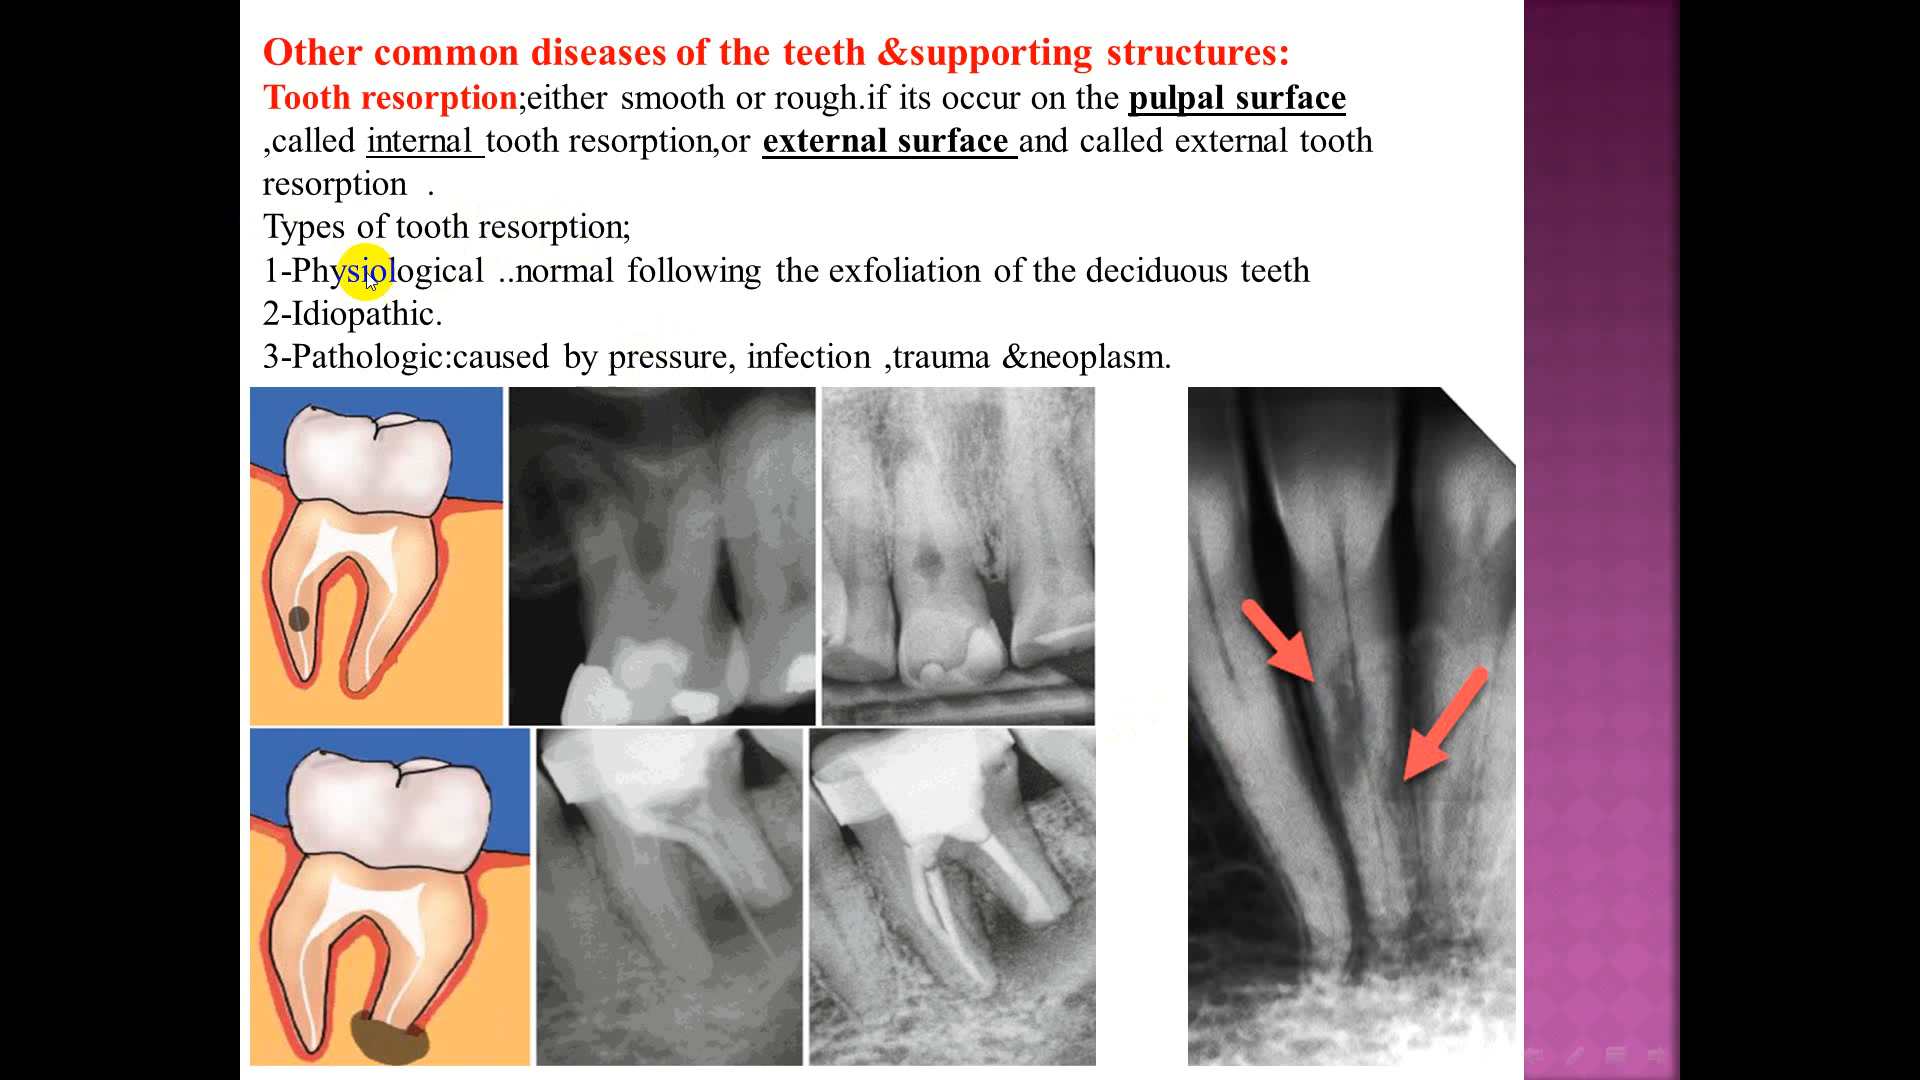 Other common diseases of the teeth &supporting structures:
Tooth resorption;either smooth or rough.if its occur on the pulpal surface
,called internal tooth resorption,or external surface and called external tooth
resorption .
Types of tooth resorption;
1-Physiological ..normal following the exfoliation of the deciduous teeth
2-Idiopathic.
3-Pathologic:caused by pressure, infection ,trauma &neoplasm.